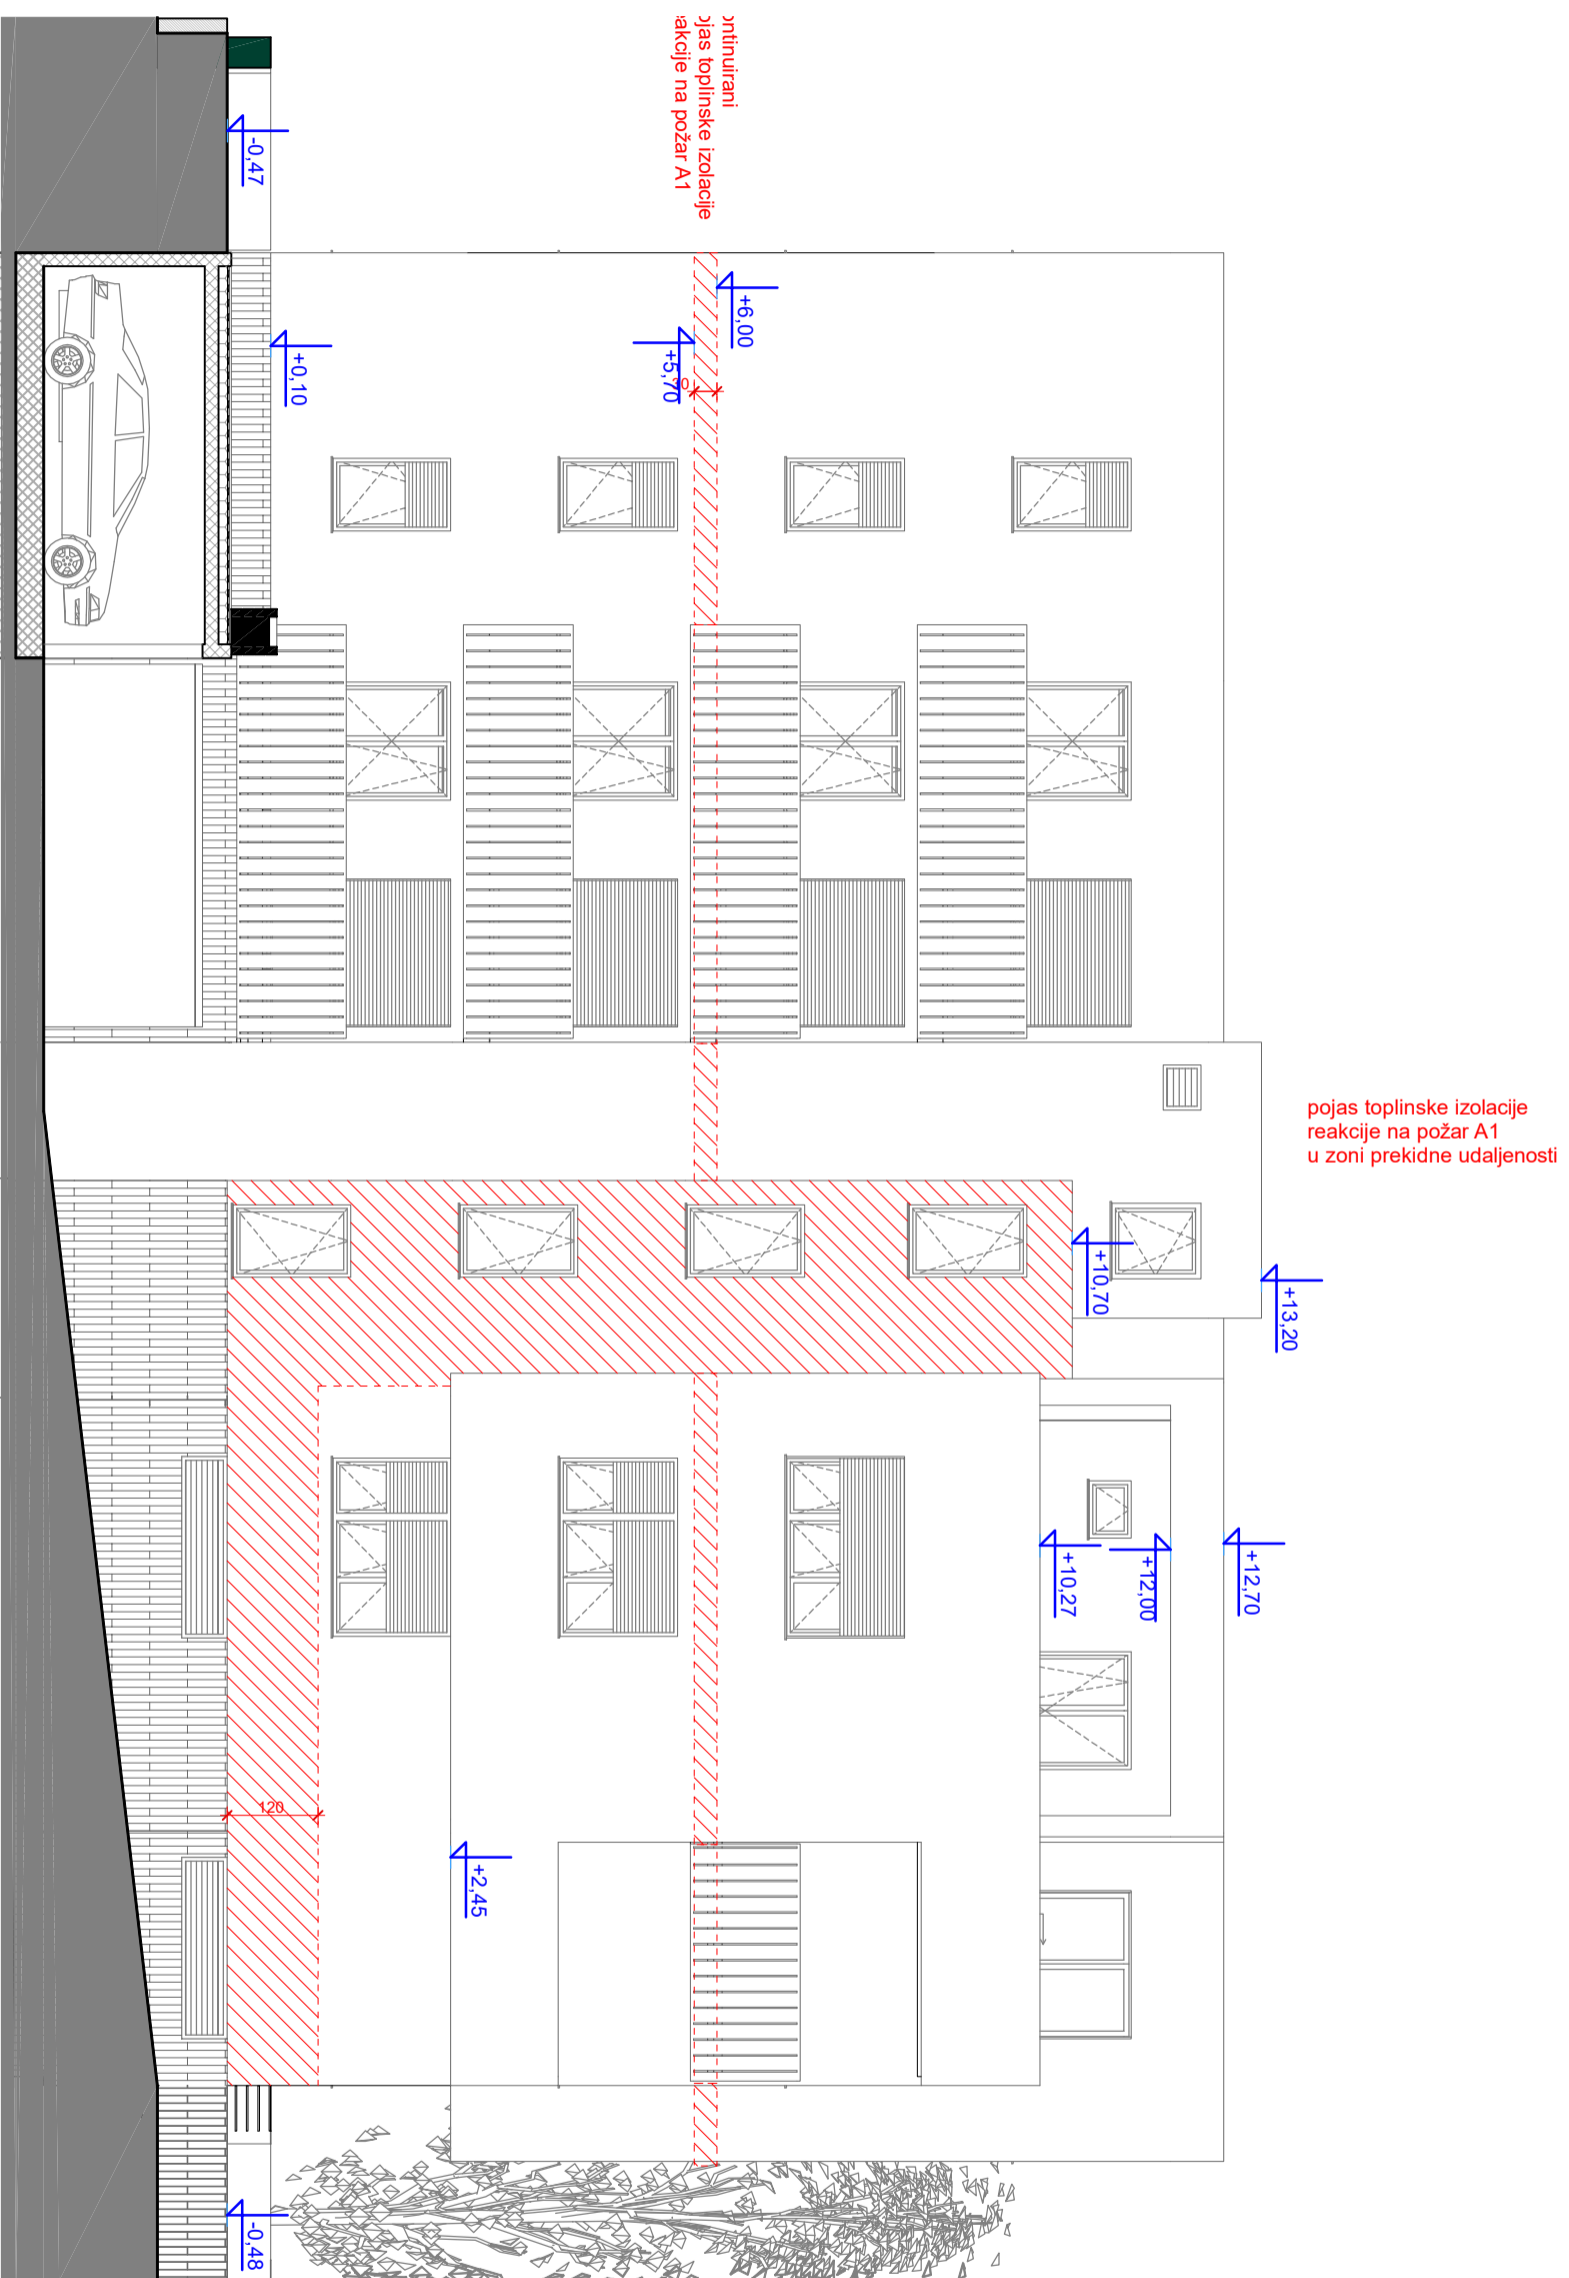 ontinuirani
ojas toplinske izolacije
akcije na požar A1
-0,47
+6,00
+5,70
30
+0,10
pojas toplinske izolacije
reakcije na požar A1
u zoni prekidne udaljenosti
+10,70
+13,20
+10,27
+12,00
+12,70
120
+2,45
-0,48